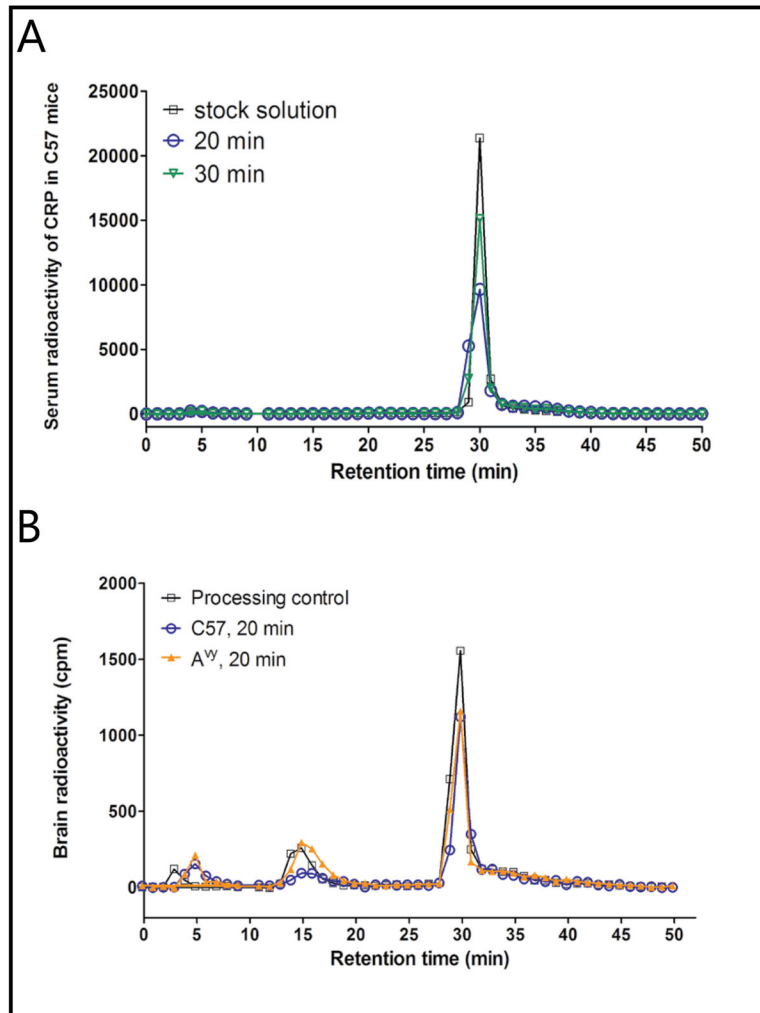 A
Serum radioactivity of CRP in C57 mice
25000
20000
15000
10000
5000
0
stock solution
20 min
30 min
0 5 10 15 20 25 30 35 40 45 50
Retention time (min)
B
Brain radioactivity (cpm)
2000
1500
1000
500
0
Processing control
C57, 20 min
Avy, 20 min
0 5 10 15 20 25 30 35 40 45 50
Retention time (min)